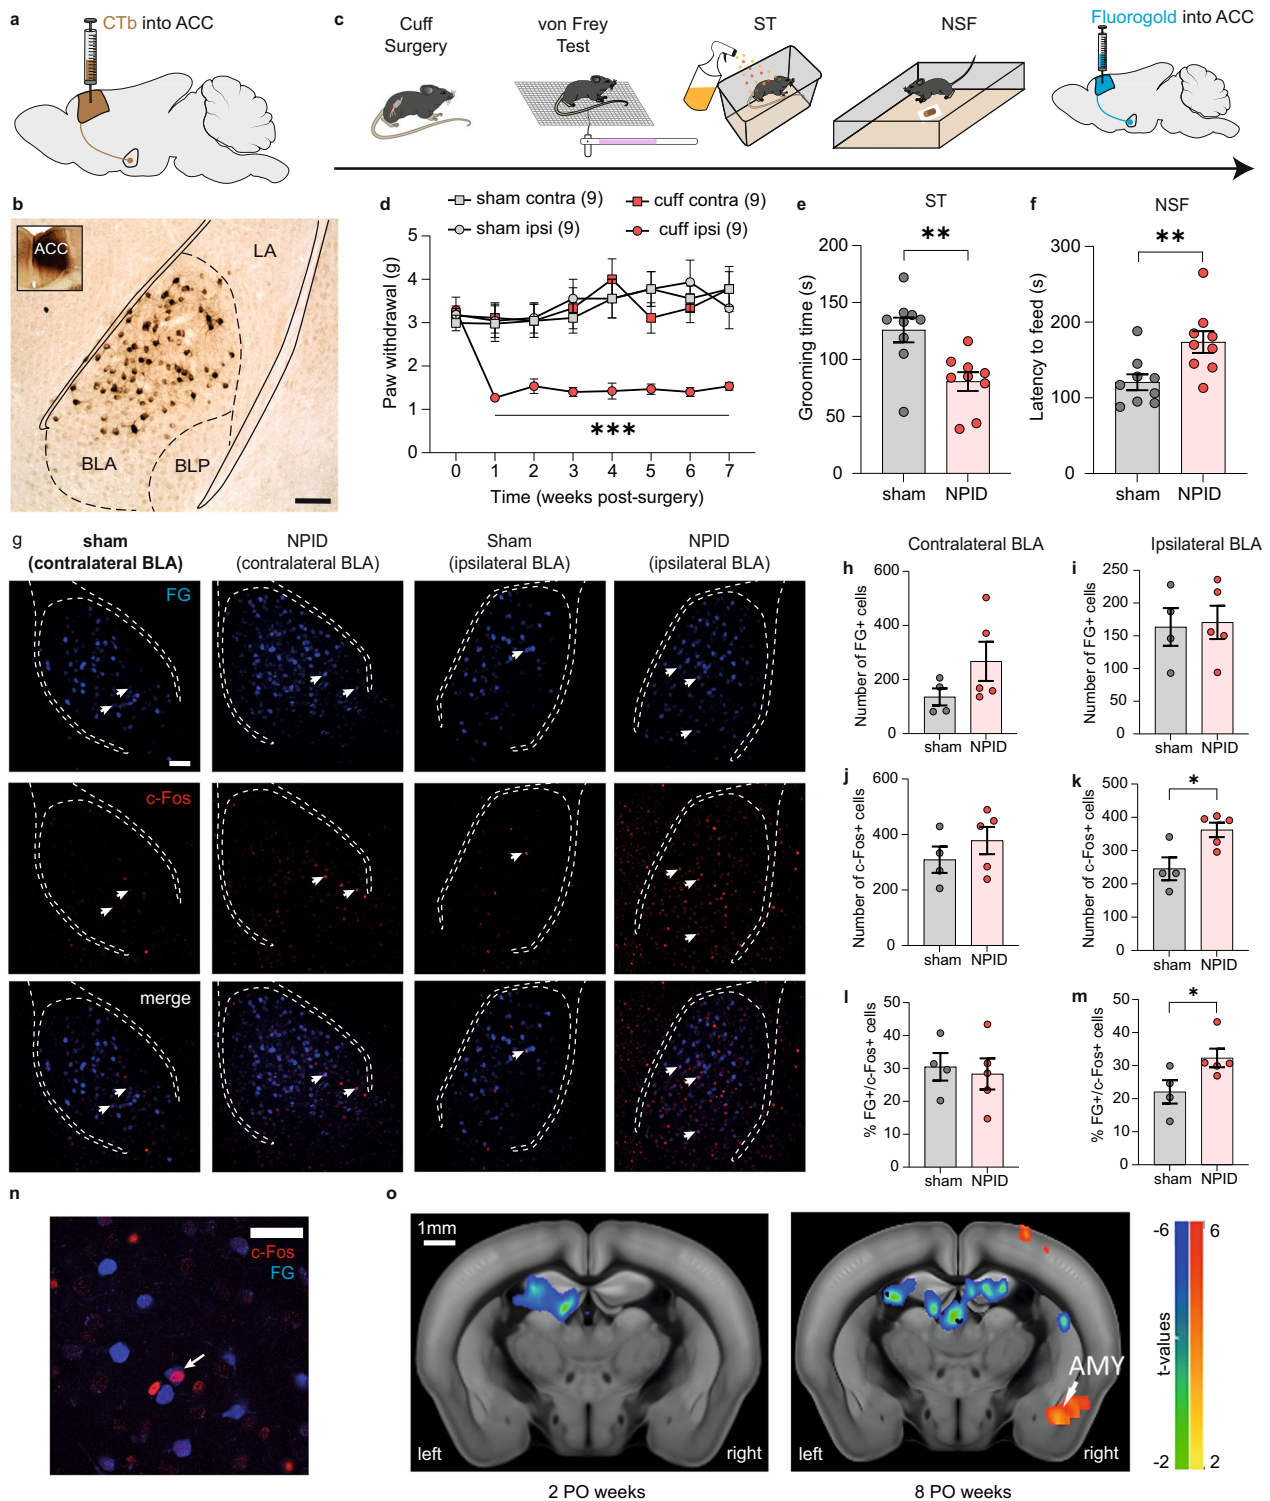 a
CTb into ACC
c
Cuff
Surgery
von Frey
Test
ST
NSF
Fluorogold into ACC
b
ACC
LA
BLA
BLP
d
sham contra (9)
cuff contra (9)
sham ipsi (9)
cuff ipsi (9)
Paw withdrawal (g)
5
4
3
2
1
0
***
0 1 2 3 4 5 6 7
Time (weeks post-surgery)
e
ST
**
Grooming time (s)
200
150
100
50
0
sham NPID
f
NSF
**
Latency to feed (s)
300
200
100
0
sham NPID
g
sham
(contralateral BLA)
NPID
(contralateral BLA)
Sham
(ipsilateral BLA)
NPID
(ipsilateral BLA)
FG
c-Fos
merge
Contralateral BLA
Ipsilateral BLA
h
Number of FG+ cells
600
400
200
0
sham NPID
i
Number of FG+ cells
250
200
150
100
50
0
sham NPID
j
Number of c-Fos+ cells
600
400
200
0
sham NPID
k
*
Number of c-Fos+ cells
500
400
300
200
100
0
sham NPID
l
% FG+/c-Fos+ cells
50
40
30
20
10
0
sham NPID
m
*
% FG+/c-Fos+ cells
50
40
30
20
10
0
sham NPID
n
c-Fos
FG
o
1mm
left
right
2 PO weeks
AMY
left
right
8 PO weeks
-6 6
t-values
-2 2